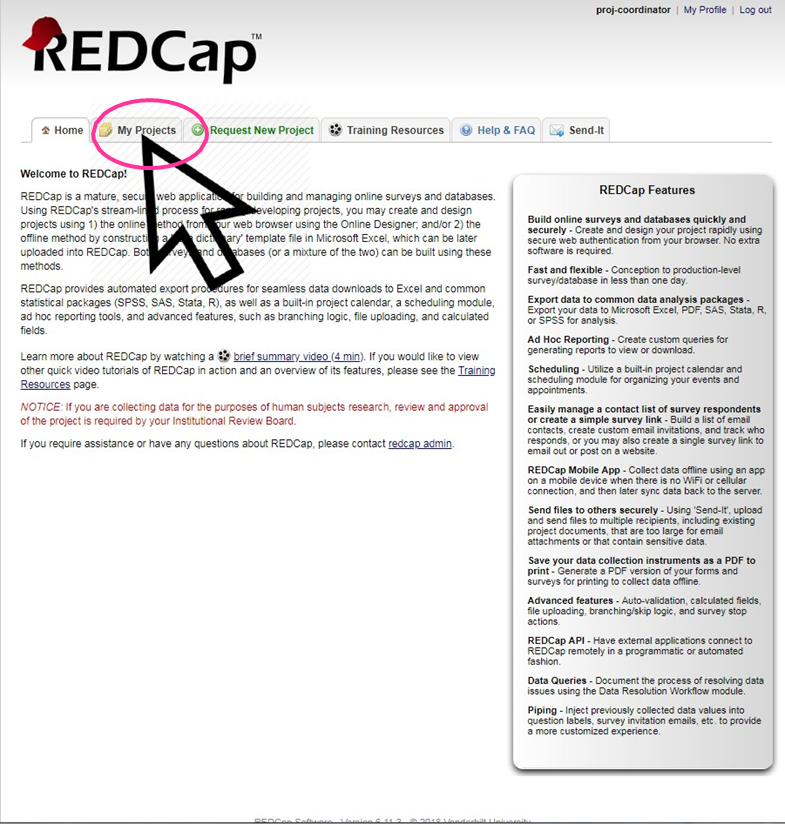 proj-coordinator | My Profile | Log out
REDCap™
Home
My Projects
Request New Project
Training Resources
Help & FAQ
Send-It
Welcome to REDCap!
REDCap is a mature, secure web application for building and managing online surveys and databases.
Using REDCap's stream-lined process for developing projects, you may create and design
projects using 1) the online method from your web browser using the Online Designer; and/or 2) the
offline method by constructing a dictionary' template file in Microsoft Excel, which can be later
uploaded into REDCap. Both surveys and databases (or a mixture of the two) can be built using these
methods.
REDCap provides automated export procedures for seamless data downloads to Excel and common
statistical packages (SPSS, SAS, Stata, R), as well as a built-in project calendar, a scheduling module,
ad hoc reporting tools, and advanced features, such as branching logic, file uploading, and calculated
fields.
Learn more about REDCap by watching a brief summary video (4 min). If you would like to view
other quick video tutorials of REDCap in action and an overview of its features, please see the Training
Resources page.
NOTICE: If you are collecting data for the purposes of human subjects research, review and approval
of the project is required by your Institutional Review Board.
If you require assistance or have any questions about REDCap, please contact redcap admin.
REDCap Features
Build online surveys and databases quickly and
securely - Create and design your project rapidly using
secure web authentication from your browser. No extra
software is required.
Fast and flexible - Conception to production-level
survey/database in less than one day.
Export data to common data analysis packages -
Export your data to Microsoft Excel, PDF, SAS, Stata, R,
or SPSS for analysis.
Ad Hoc Reporting - Create custom queries for
generating reports to view or download.
Scheduling - Utilize a built-in project calendar and
scheduling module for organizing your events and
appointments.
Easily manage a contact list of survey respondents
or create a simple survey link - Build a list of email
contacts, create custom email invitations, and track who
responds, or you may also create a single survey link to
email out or post on a website.
REDCap Mobile App - Collect data offline using an app
on a mobile device when there is no WiFi or cellular
connection, and then later sync data back to the server.
Send files to others securely - Using 'Send-It', upload
and send files to multiple recipients, including existing
project documents, that are too large for email
attachments or that contain sensitive data.
Save your data collection instruments as a PDF to
print - Generate a PDF version of your forms and
surveys for printing to collect data offline.
Advanced features - Auto-validation, calculated fields,
file uploading, branching/skip logic, and survey stop
actions.
REDCap API - Have external applications connect to
REDCap remotely in a programmatic or automated
fashion.
Data Queries - Document the process of resolving data
issues using the Data Resolution Workflow module.
Piping - Inject previously collected data values into
question labels, survey invitation emails, etc. to provide
a more customized experience.
REDCap Software - Version 6.11.3 - © 2018 Vanderbilt University